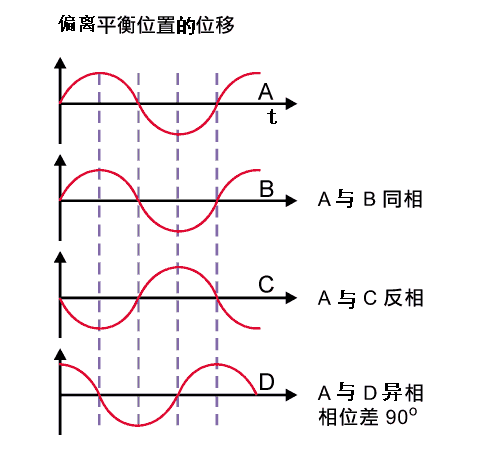 偏离平衡位置的位移
A
t
B
A 与 B 同相
C
A 与 C 反相
D
A 与 D 异相
相位差 90°